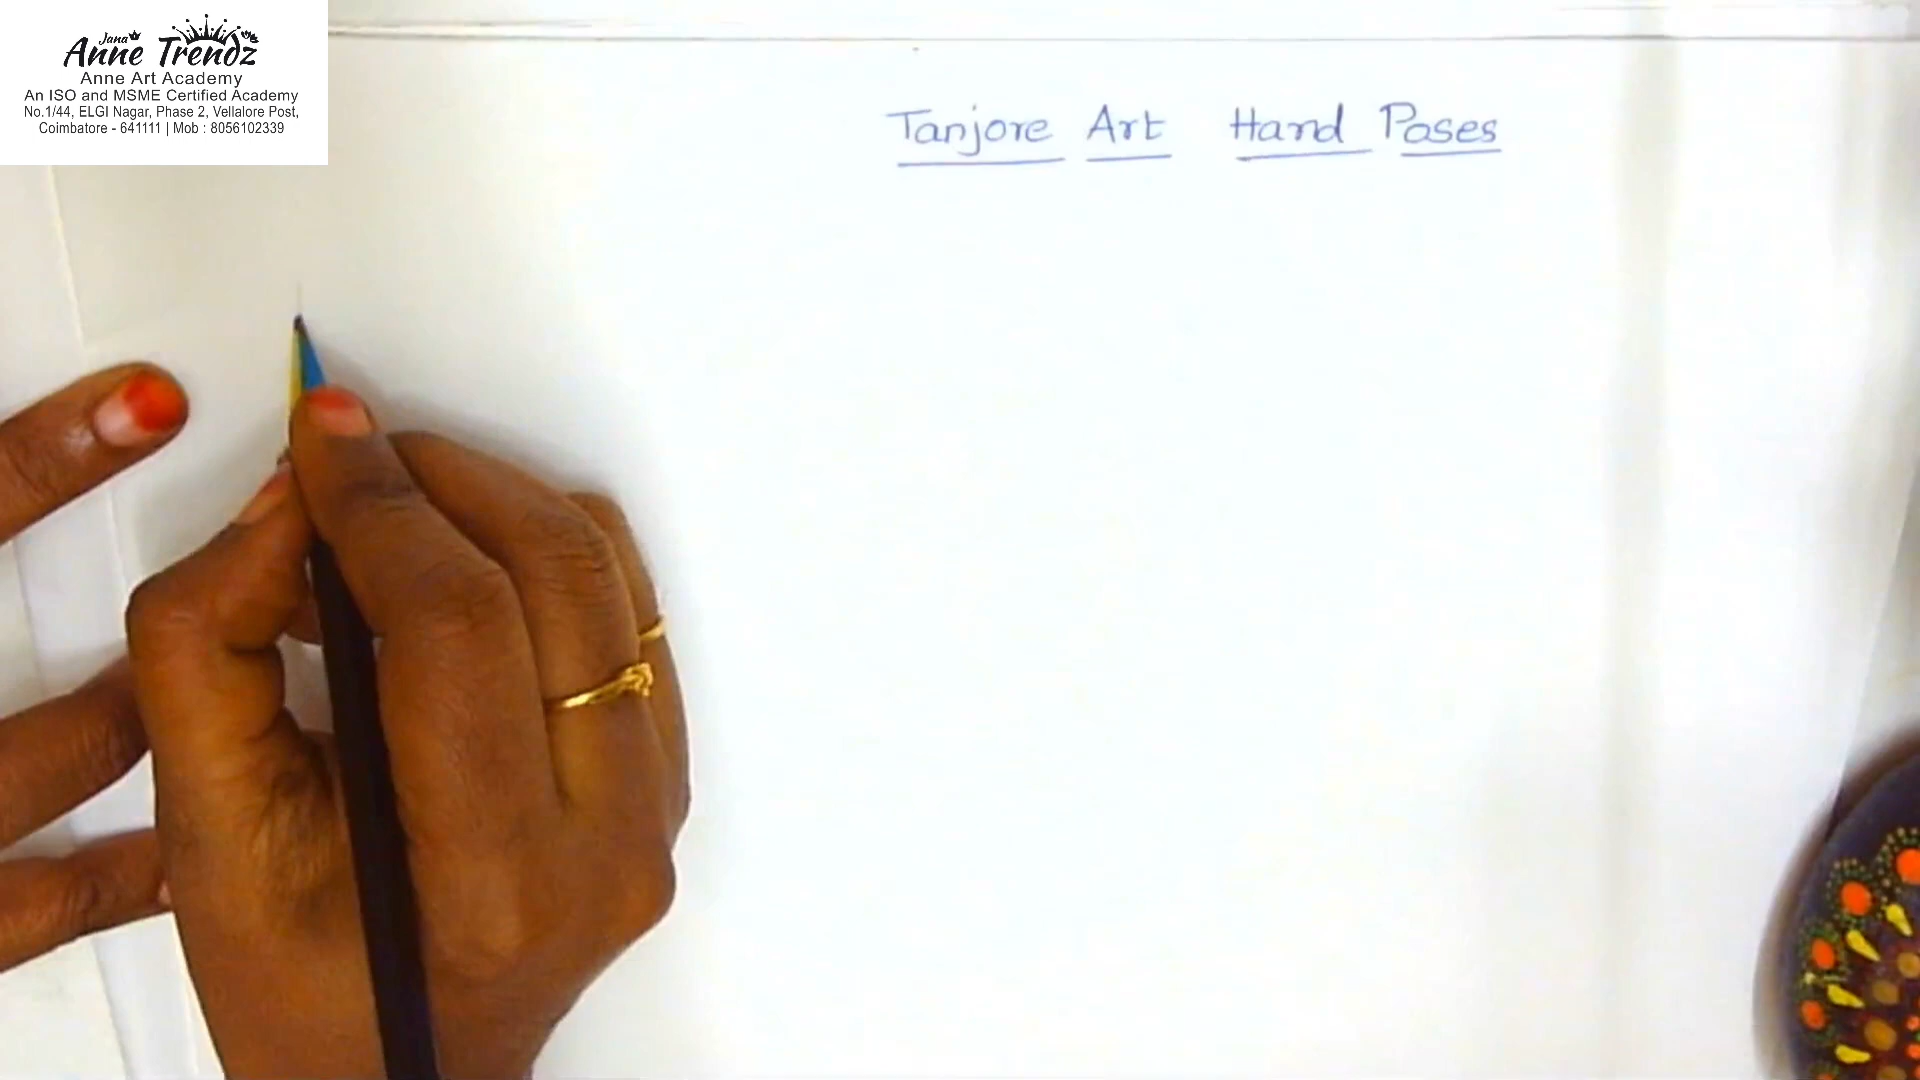 Jana
Anne Trendz
Anne Art Academy
An ISO and MSME Certified Academy
No.1/44, ELGI Nagar, Phase 2, Vellalore Post,
Coimbatore - 641111 | Mob : 8056102339
Tanjore Art Hand Poses